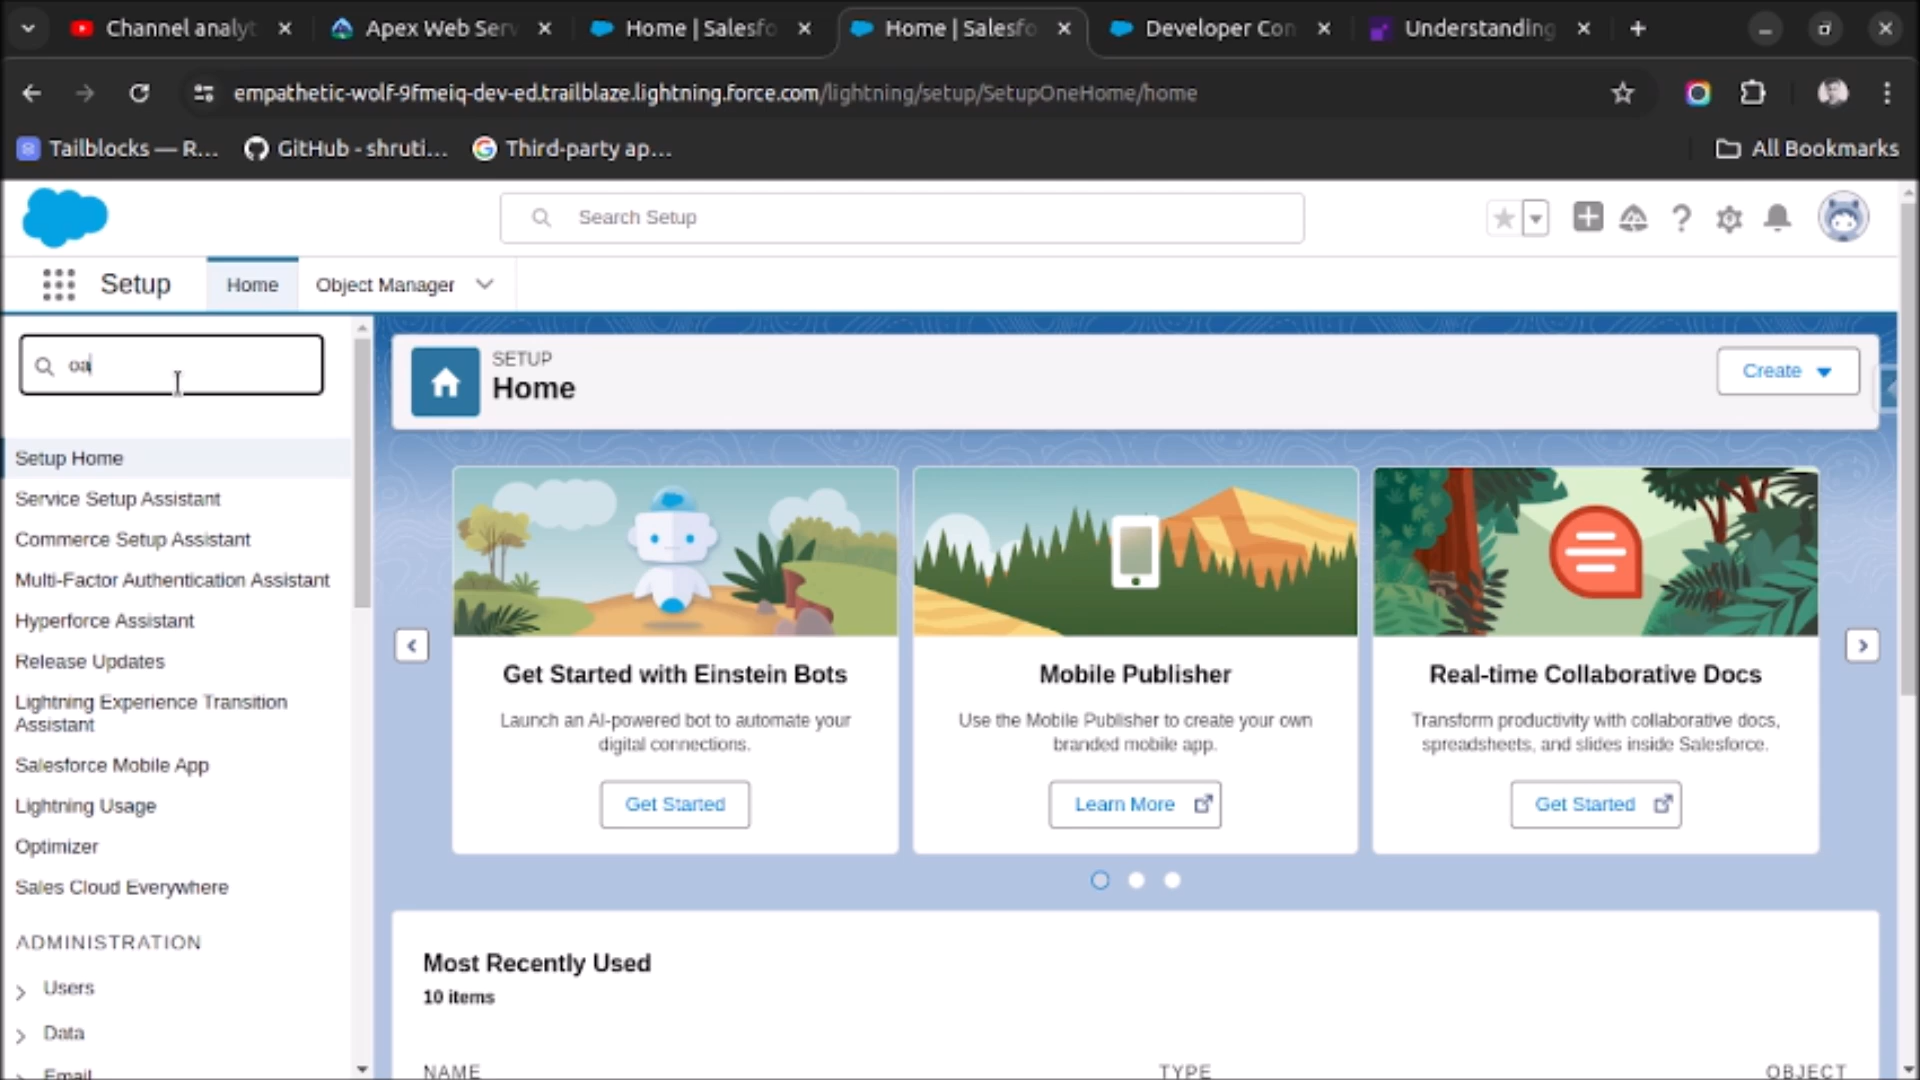 Channel analyt
Apex Web Serv
Home | Salesfo
Home | Salesfo
Developer Con
Understanding
empathetic-wolf-9fmeiq-dev-ed.trailblaze.lightning.force.com/lightning/setup/SetupOneHome/home
Tailblocks — R...
GitHub - shruti...
Third-party ap...
All Bookmarks
Search Setup
Setup
Home
Object Manager
oa
Setup Home
Service Setup Assistant
Commerce Setup Assistant
Multi-Factor Authentication Assistant
Hyperforce Assistant
Release Updates
Lightning Experience Transition
Assistant
Salesforce Mobile App
Lightning Usage
Optimizer
Sales Cloud Everywhere
ADMINISTRATION
Users
Data
Email
SETUP
Home
Create
Get Started with Einstein Bots
Launch an AI-powered bot to automate your
digital connections.
Get Started
Mobile Publisher
Use the Mobile Publisher to create your own
branded mobile app.
Learn More
Real-time Collaborative Docs
Transform productivity with collaborative docs,
spreadsheets, and slides inside Salesforce.
Get Started
Most Recently Used
10 items
NAME
TYPE
OBJECT